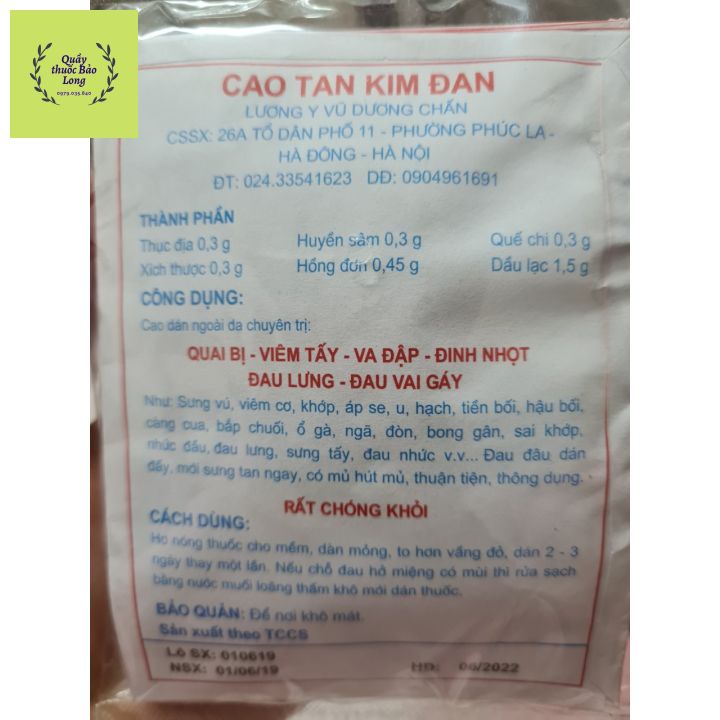 Quầy
thuốc Bảo
Long
0979.035.640
CAO TAN KIM ĐAN
LƯƠNG Y VŨ DƯƠNG CHẤN
CSSX: 26A TỔ DÂN PHỐ 11 - PHƯỜNG PHÚC LA -
HÀ ĐÔNG - HÀ NỘI
ĐT: 024.33541623 DĐ: 0904961691
THÀNH PHẦN
Thục địa 0,3 g Huyền sâm 0,3 g Quế chi 0,3 g
Xích thược 0,3 g Hồng đơn 0,45 g Dầu lạc 1,5 g
CÔNG DỤNG:
Cao dán ngoài da chuyên trị:
QUAI BỊ - VIÊM TẤY - VA ĐẬP - ĐINH NHỌT
ĐAU LƯNG - ĐAU VAI GÁY
Như: Sưng vú, viêm cơ, khớp, áp se, u, hạch, tiền bối, hậu bối,
càng cua, bắp chuối, ổ gà, ngã, đòn, bong gân, sai khớp,
nhức đầu, đau lưng, sưng tấy, đau nhức v.v... Đau đâu dán
đấy, mới sưng tan ngay, có mủ hút mủ, thuận tiện, thông dụng.
RẤT CHÓNG KHỎI
CÁCH DÙNG:
Hơ nóng thuốc cho mềm, dàn mỏng, to hơn vầng đỏ, dán 2 - 3
ngày thay một lần. Nếu chỗ đau hở miệng có mùi thì rửa sạch
bằng nước muối loãng thấm khô mới dán thuốc.
BẢO QUẢN: Để nơi khô mát.
Sản xuất theo TCCS
Lô SX: 010619
NSX: 01/06/19 HD: 06/2022